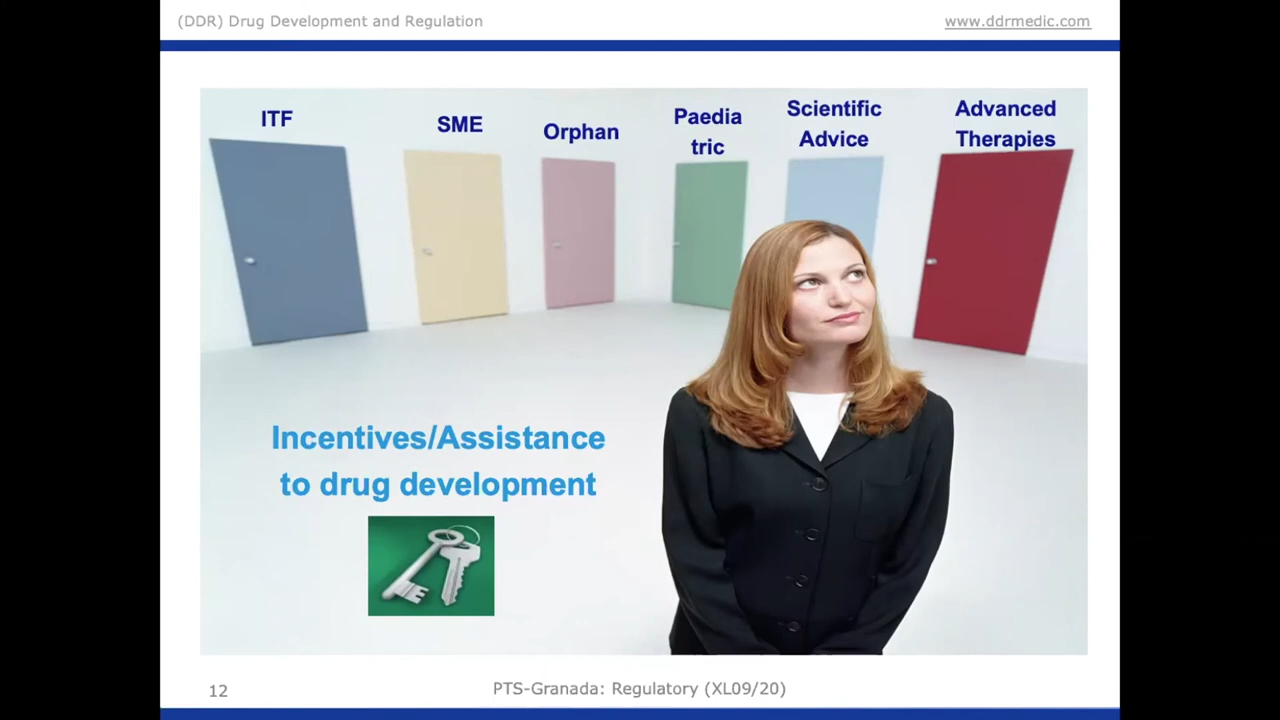 (DDR) Drug Development and Regulation
www.ddrmedic.com
ITF
SME
Orphan
Paedia
tric
Scientific
Advice
Advanced
Therapies
Incentives/Assistance
to drug development
12
PTS-Granada: Regulatory (XL09/20)